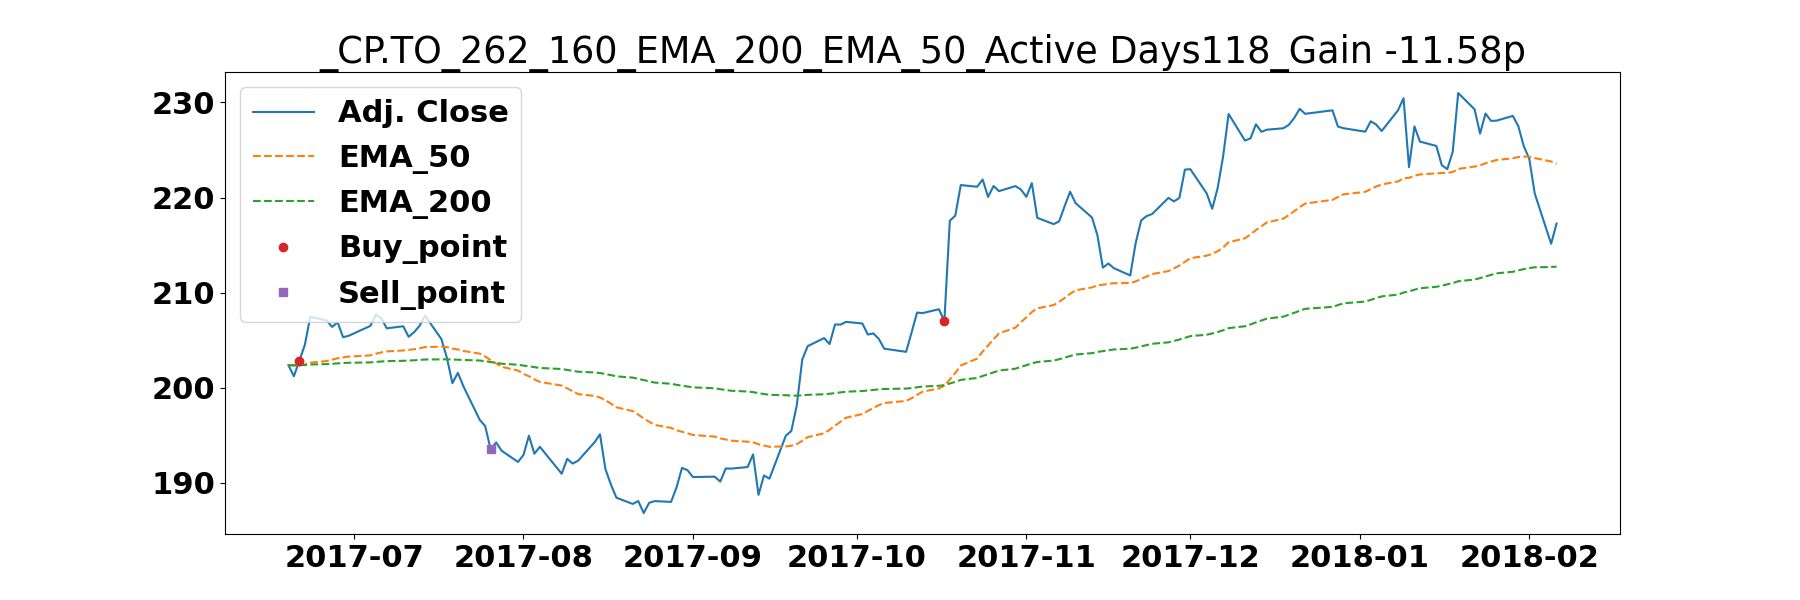 _CP.TO_262_160_EMA_200_EMA_50_Active Days118_Gain -11.58p
Adj. Close
EMA_50
EMA_200
Buy_point
Sell_point
230
220
210
200
190
2017-07 2017-08 2017-09 2017-10 2017-11 2017-12 2018-01 2018-02